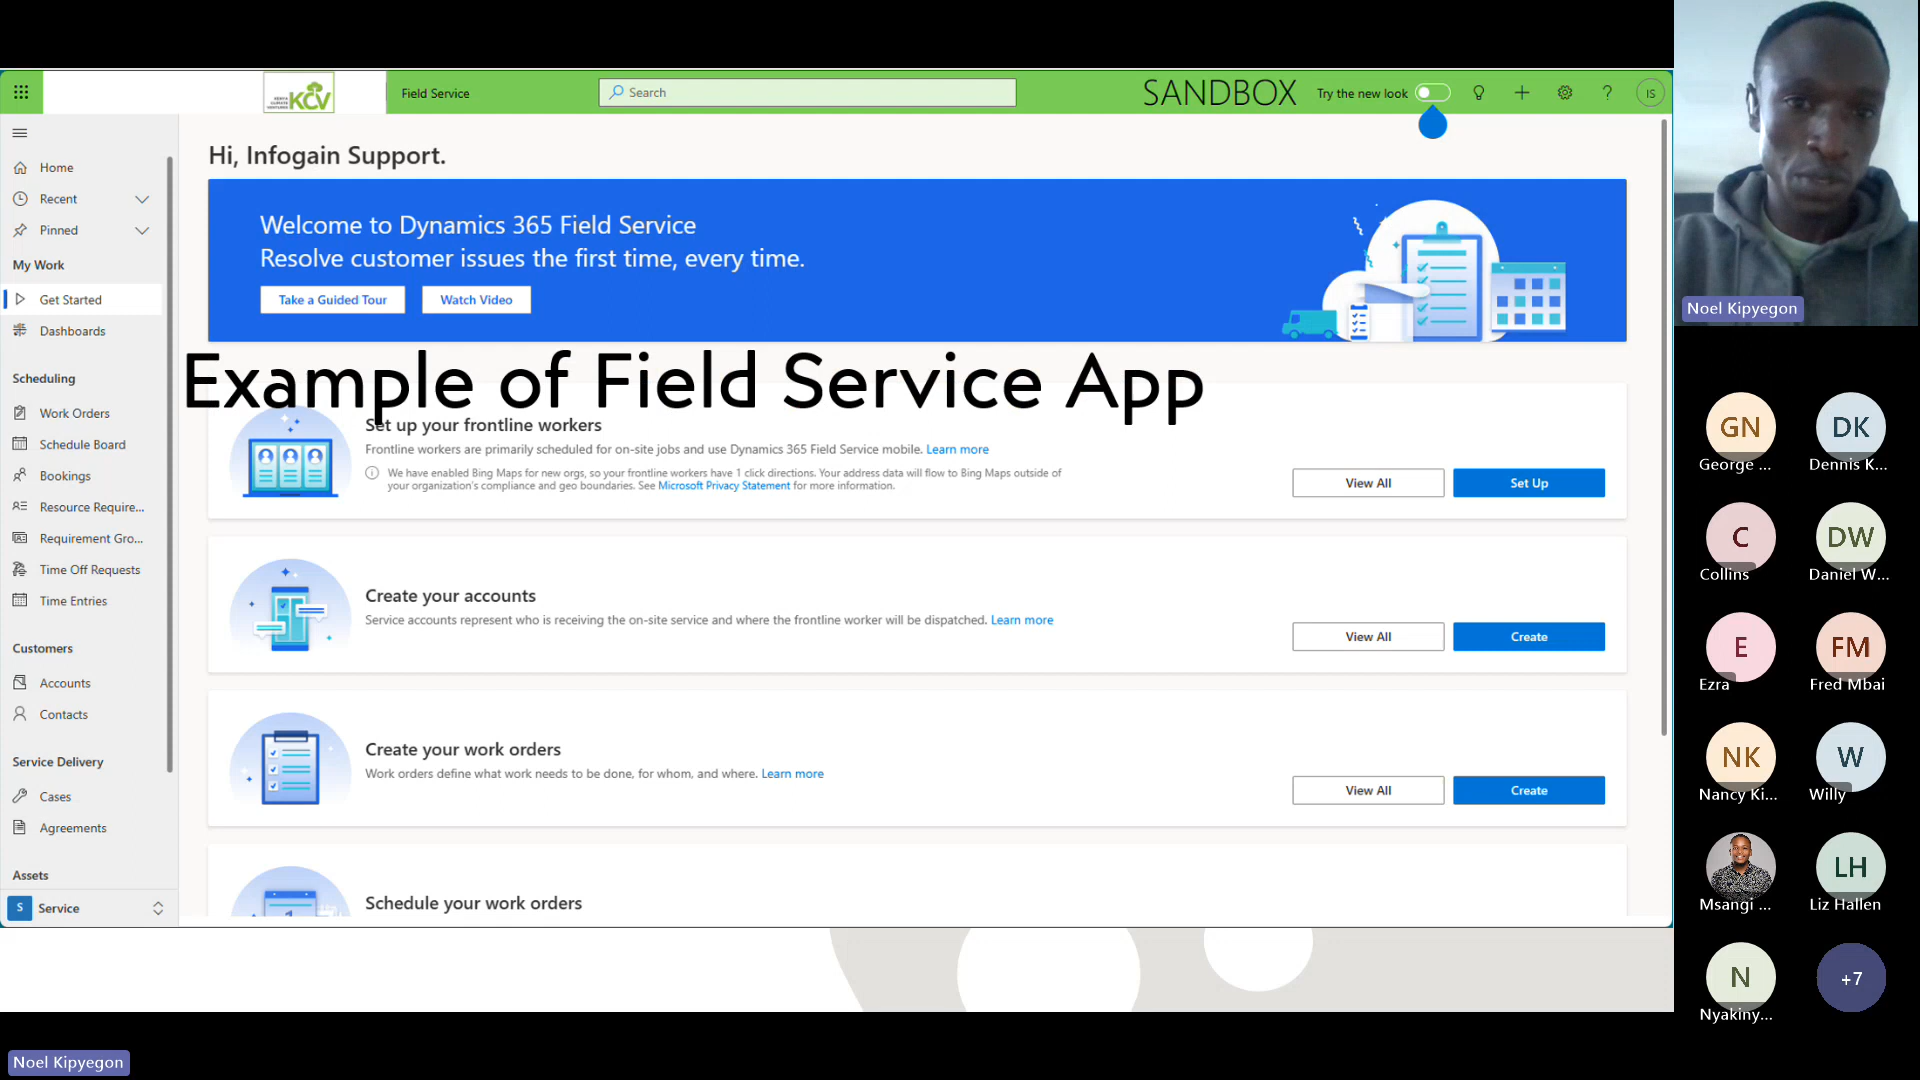 KENYA
CLIMATE
VENTURES
KCV
Field Service
Search
SANDBOX
Try the new look
?
IS
Home
Recent
Pinned
My Work
Get Started
Dashboards
Scheduling
Work Orders
Schedule Board
Bookings
Resource Require...
Requirement Gro...
Time Off Requests
Time Entries
Customers
Accounts
Contacts
Service Delivery
Cases
Agreements
Assets
S
Service
Hi, Infogain Support.
Welcome to Dynamics 365 Field Service
Resolve customer issues the first time, every time.
Take a Guided Tour
Watch Video
Example of Field Service App
Set up your frontline workers
Frontline workers are primarily scheduled for on-site jobs and use Dynamics 365 Field Service mobile. Learn more
We have enabled Bing Maps for new orgs, so your frontline workers have 1 click directions. Your address data will flow to Bing Maps outside of
your organization's compliance and geo boundaries. See Microsoft Privacy Statement for more information.
View All
Set Up
Create your accounts
Service accounts represent who is receiving the on-site service and where the frontline worker will be dispatched. Learn more
View All
Create
Create your work orders
Work orders define what work needs to be done, for whom, and where. Learn more
View All
Create
Schedule your work orders
Noel Kipyegon
GN
George ...
DK
Dennis K...
C
Collins
DW
Daniel W...
E
Ezra
FM
Fred Mbai
NK
Nancy Ki...
W
Willy
Msangi ...
LH
Liz Hallen
N
Nyakiny...
+7
Noel Kipyegon